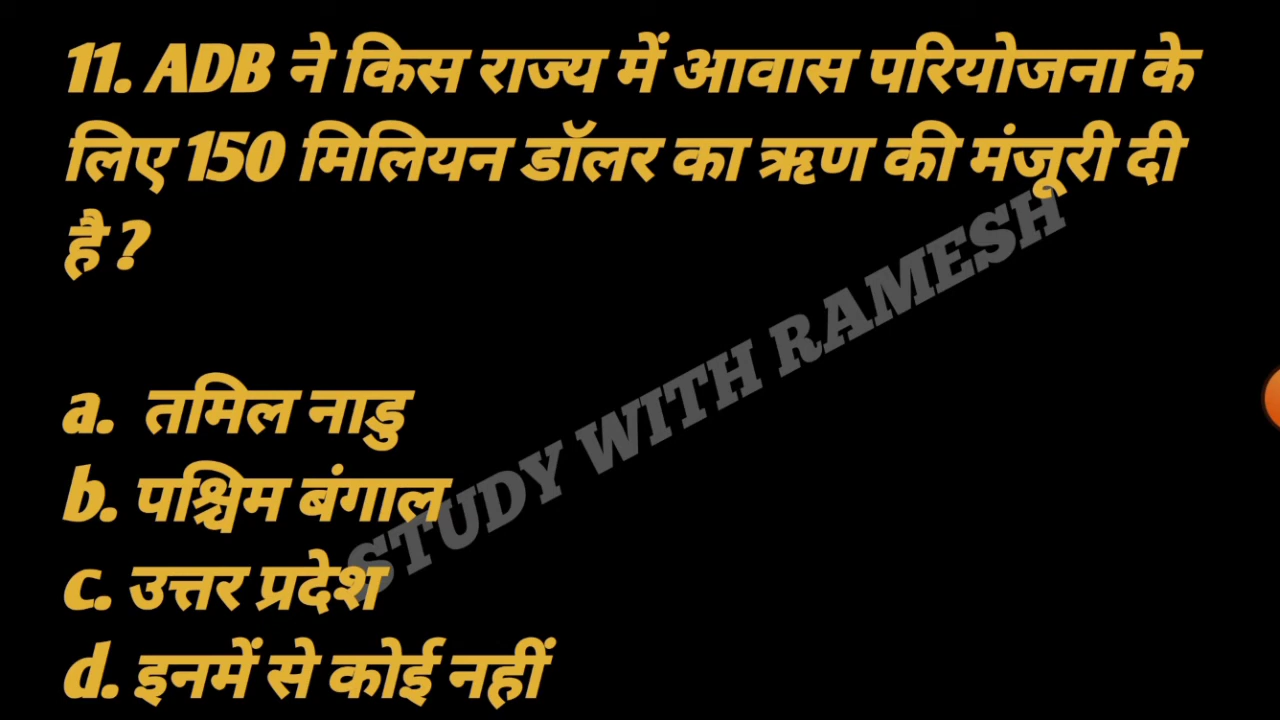 11. ADB ने किस राज्य में आवास परियोजना के
लिए 150 मिलियन डॉलर का ऋण की मंजूरी दी
है ?
a. तमिल नाडु
b. पश्चिम बंगाल
c. उत्तर प्रदेश
d. इनमें से कोई नहीं
STUDY WITH RAMESH